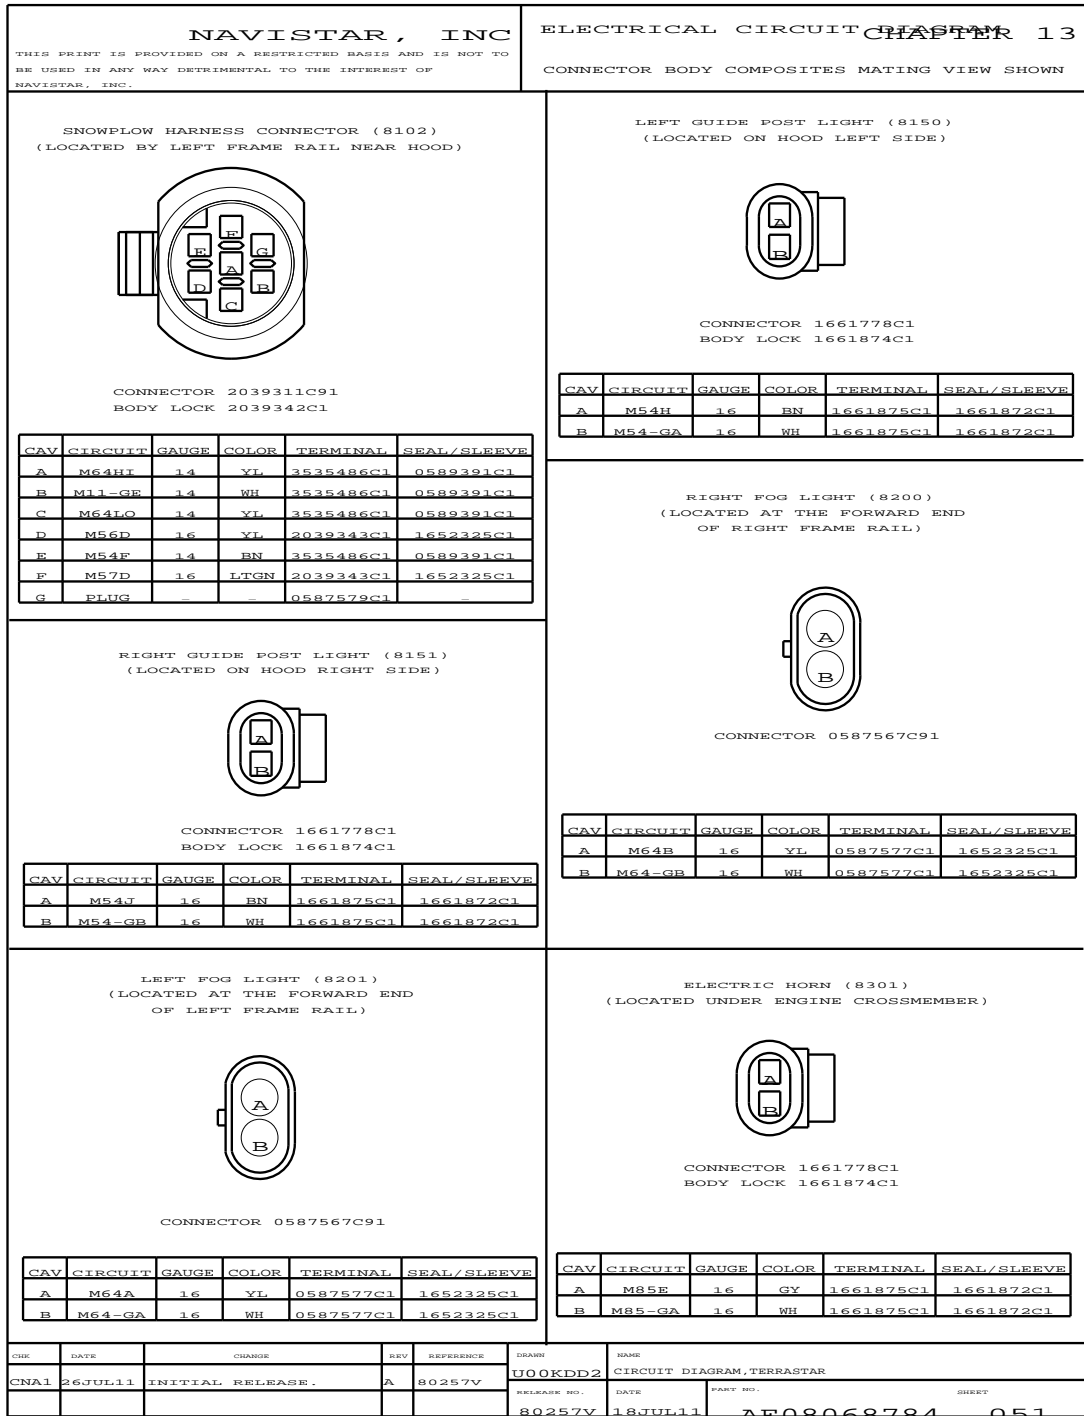 NAVISTAR, INC
THIS PRINT IS PROVIDED ON A RESTRICTED BASIS AND IS NOT TO
BE USED IN ANY WAY DETRIMENTAL TO THE INTEREST OF
NAVISTAR, INC.
ELECTRICAL CIRCUIT DIAGRAM
CHAPTER 13
CONNECTOR BODY COMPOSITES MATING VIEW SHOWN
SNOWPLOW HARNESS CONNECTOR (8102)
(LOCATED BY LEFT FRAME RAIL NEAR HOOD)
F
E G
A
D B
C
CONNECTOR 2039311C91
BODY LOCK 2039342C1
CAV CIRCUIT GAUGE COLOR TERMINAL SEAL/SLEEVE
A M64HI 14 YL 3535486C1 0589391C1
B M11-GE 14 WH 3535486C1 0589391C1
C M64LO 14 YL 3535486C1 0589391C1
D M56D 16 YL 2039343C1 1652325C1
E M54F 14 BN 3535486C1 0589391C1
F M57D 16 LTGN 2039343C1 1652325C1
G PLUG - - 0587579C1 -
LEFT GUIDE POST LIGHT (8150)
(LOCATED ON HOOD LEFT SIDE)
A
B
CONNECTOR 1661778C1
BODY LOCK 1661874C1
CAV CIRCUIT GAUGE COLOR TERMINAL SEAL/SLEEVE
A M54H 16 BN 1661875C1 1661872C1
B M54-GA 16 WH 1661875C1 1661872C1
RIGHT GUIDE POST LIGHT (8151)
(LOCATED ON HOOD RIGHT SIDE)
A
B
CONNECTOR 1661778C1
BODY LOCK 1661874C1
CAV CIRCUIT GAUGE COLOR TERMINAL SEAL/SLEEVE
A M54J 16 BN 1661875C1 1661872C1
B M54-GB 16 WH 1661875C1 1661872C1
RIGHT FOG LIGHT (8200)
(LOCATED AT THE FORWARD END
OF RIGHT FRAME RAIL)
A
B
CONNECTOR 0587567C91
CAV CIRCUIT GAUGE COLOR TERMINAL SEAL/SLEEVE
A M64B 16 YL 0587577C1 1652325C1
B M64-GB 16 WH 0587577C1 1652325C1
LEFT FOG LIGHT (8201)
(LOCATED AT THE FORWARD END
OF LEFT FRAME RAIL)
A
B
CONNECTOR 0587567C91
CAV CIRCUIT GAUGE COLOR TERMINAL SEAL/SLEEVE
A M64A 16 YL 0587577C1 1652325C1
B M64-GA 16 WH 0587577C1 1652325C1
ELECTRIC HORN (8301)
(LOCATED UNDER ENGINE CROSSMEMBER)
A
B
CONNECTOR 1661778C1
BODY LOCK 1661874C1
CAV CIRCUIT GAUGE COLOR TERMINAL SEAL/SLEEVE
A M85E 16 GY 1661875C1 1661872C1
B M85-GA 16 WH 1661875C1 1661872C1
CHK DATE CHANGE REV REFERENCE
CNA1 26JUL11 INITIAL RELEASE. A 80257V
DRAWN NAME
U00KDD2 CIRCUIT DIAGRAM,TERRASTAR
RELEASE NO. DATE PART NO. SHEET
80257V 18JUL11 AF08068784 051